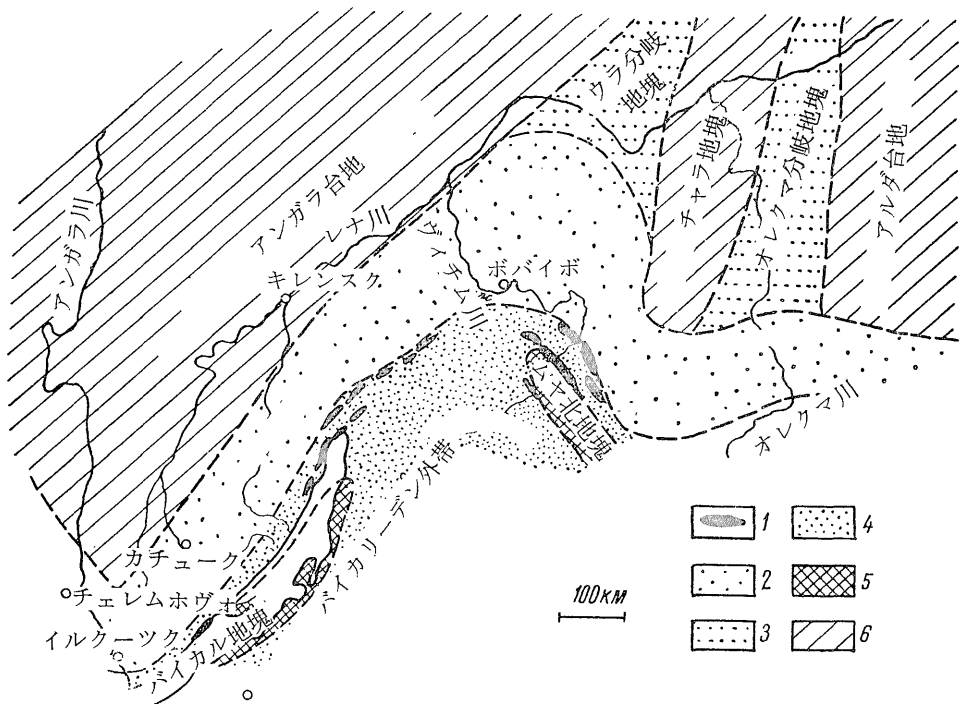 ウラ分岐
地塊
チャラ地塊
オレクマ分岐地塊
アルダ台地
アンガラ川
アンガラ台地
レナ川
キレンスク
ヴィチム川
ボバイボ
ムヤ北地塊
オレクマ川
バイカリーデン外帯
カチューク
チェレムホヴォ
イルクーツク
バイカル地塊
100км
1
2
3
4
5
6